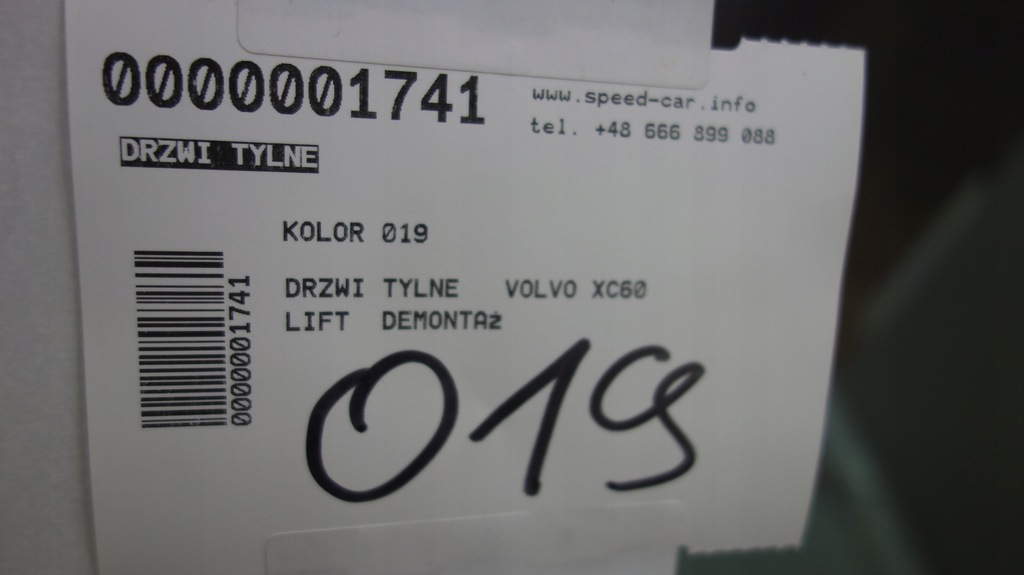 0000001741
www.speed-car.info
tel. +48 666 899 088
DRZWI TYLNE
KOLOR 019
DRZWI TYLNE VOLVO XC60
LIFT DEMONTAż
0000001741
019